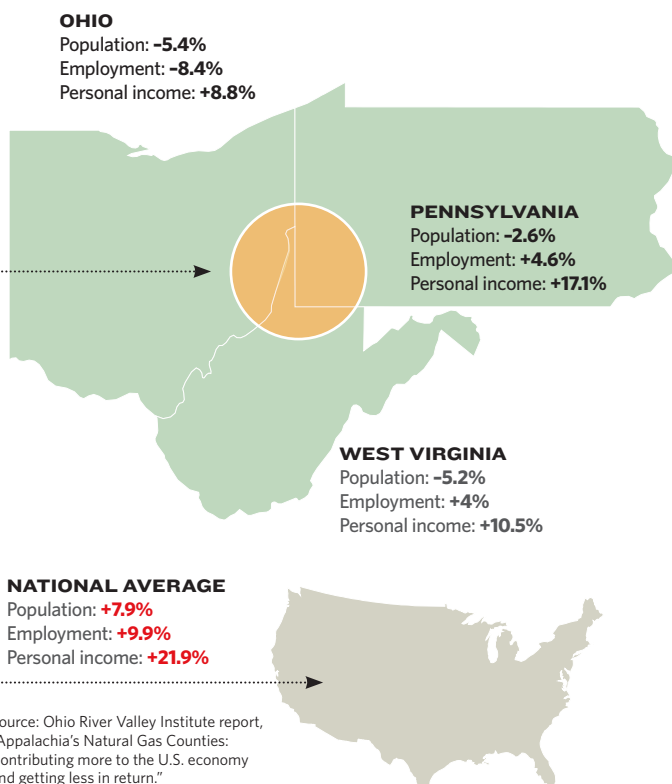 OHIO
Population: –5.4%
Employment: –8.4%
Personal income: +8.8%
PENNSYLVANIA
Population: –2.6%
Employment: +4.6%
Personal income: +17.1%
WEST VIRGINIA
Population: –5.2%
Employment: +4%
Personal income: +10.5%
NATIONAL AVERAGE
Population: +7.9%
Employment: +9.9%
Personal income: +21.9%
ource: Ohio River Valley Institute report,
Appalachia’s Natural Gas Counties:
ontributing more to the U.S. economy
nd getting less in return.”